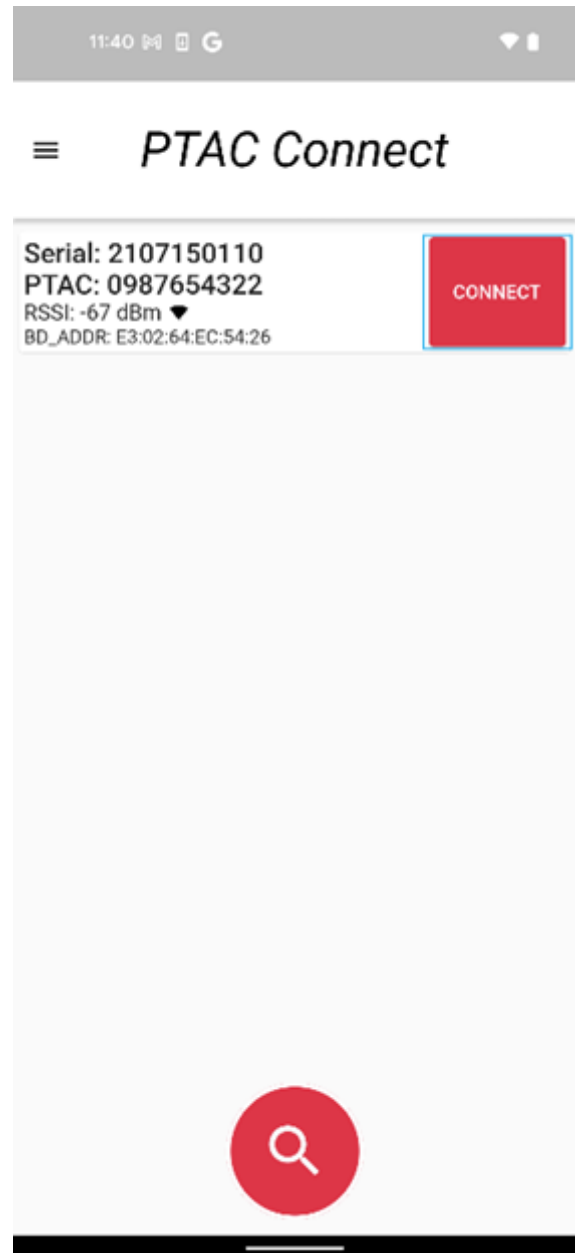 11:40
PTAC Connect
Serial: 2107150110
PTAC: 0987654322
RSSI: -67 dBm
BD_ADDR: E3:02:64:EC:54:26
CONNECT